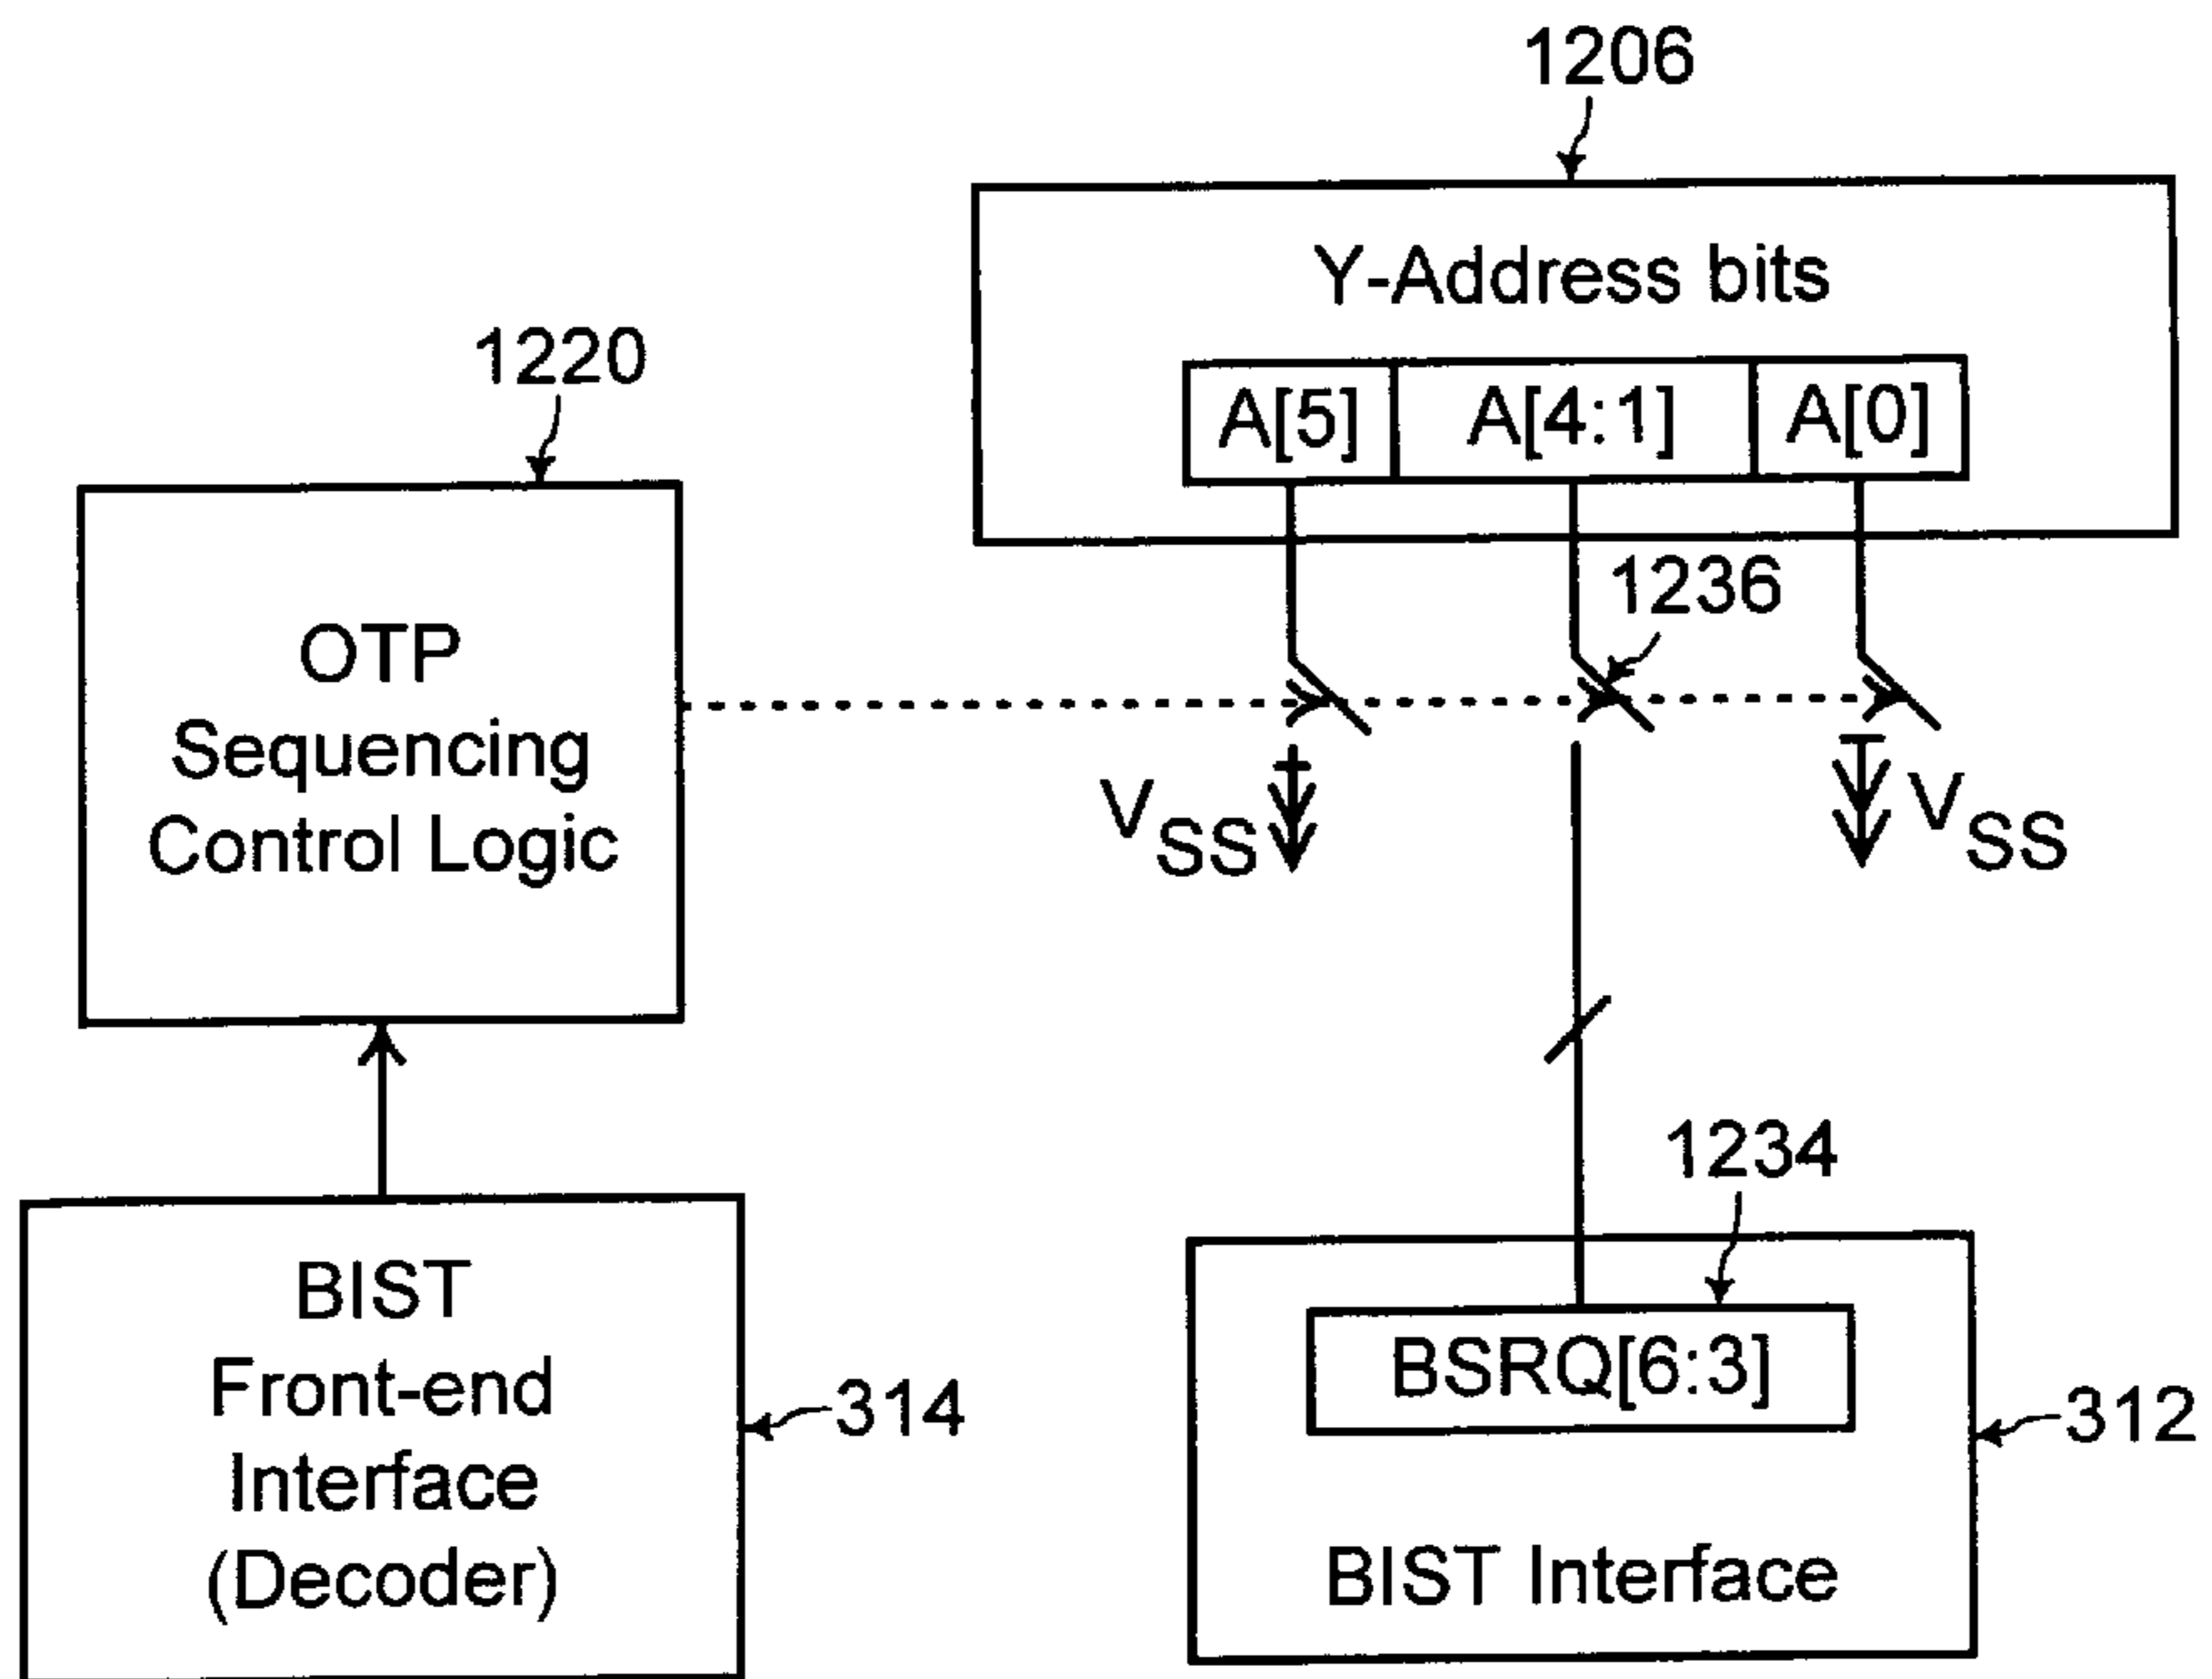 1206
Y-Address bits
A[5] A[4:1] A[0]
1220
1236
OTP
Sequencing
Control Logic
VSS
VSS
1234
BIST
Front-end
Interface
(Decoder)
314
BSRQ[6:3]
312
BIST Interface